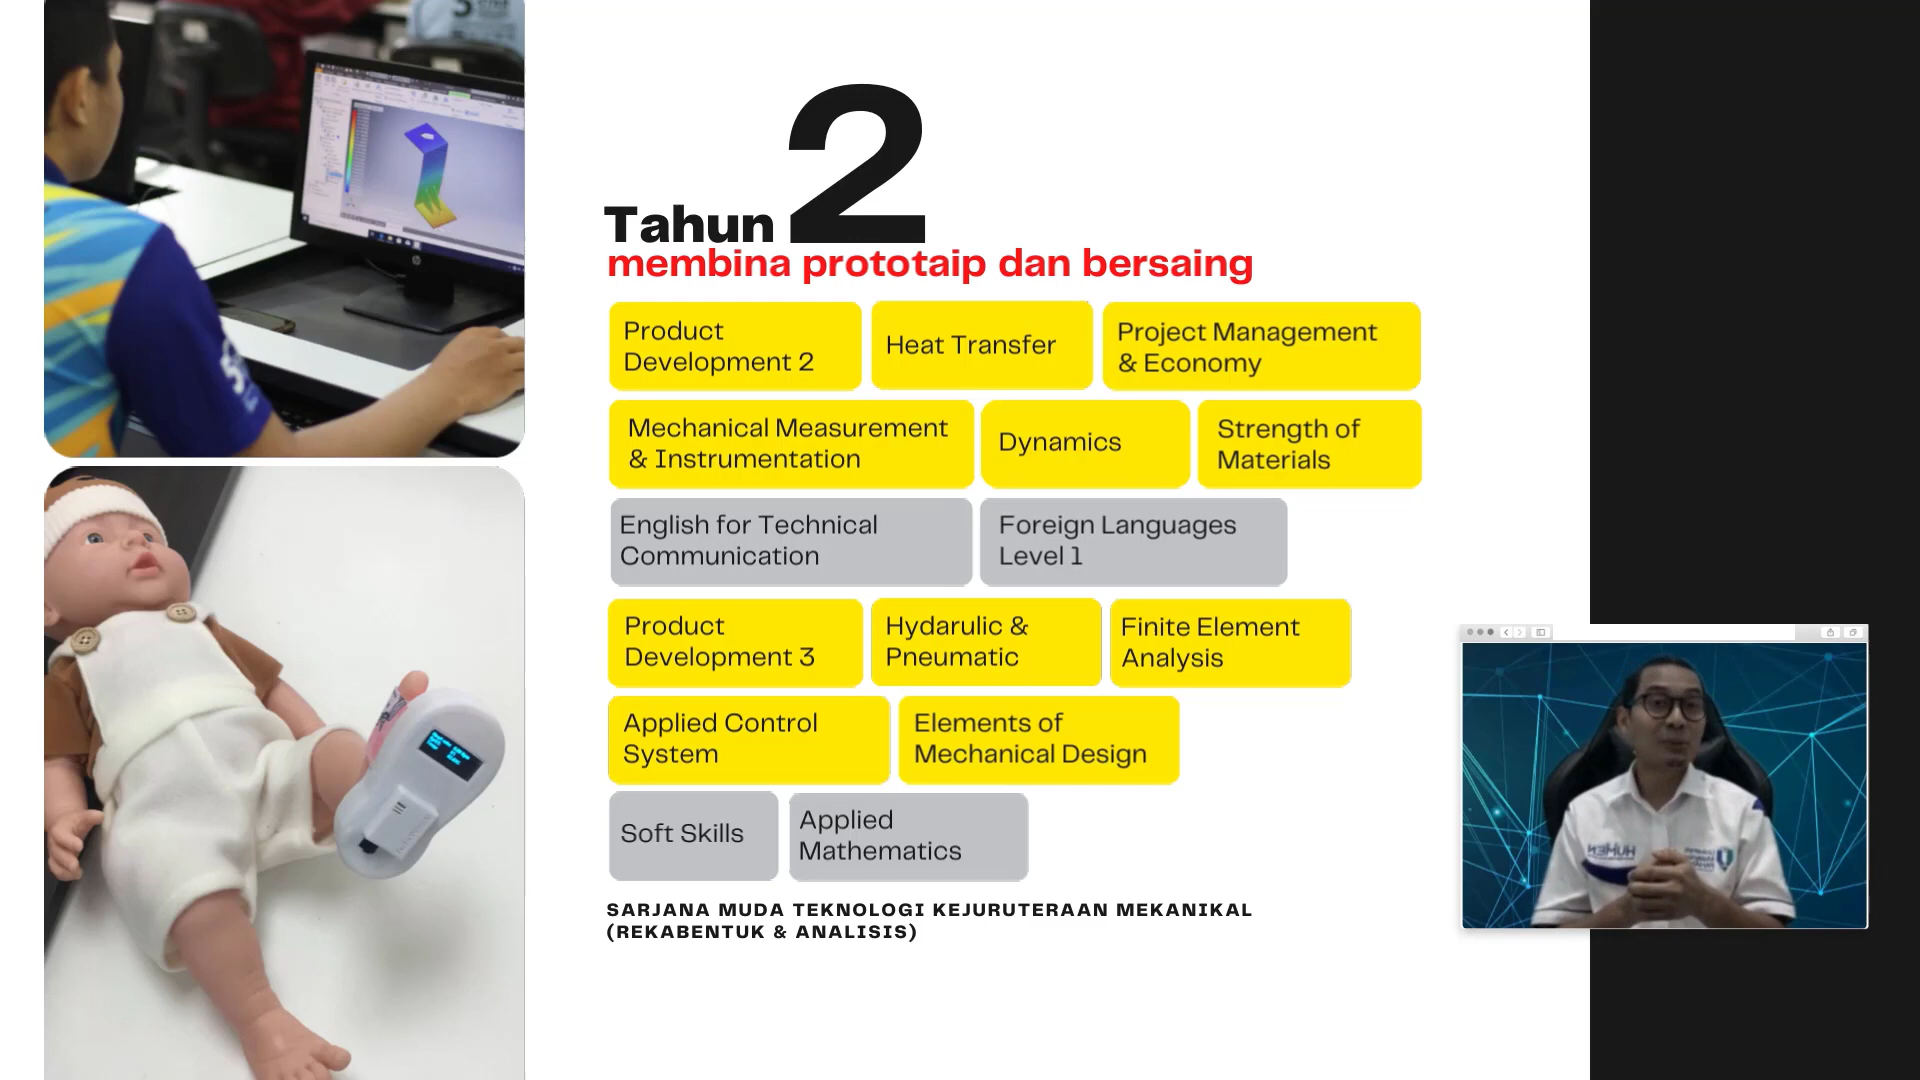 Tahun 2
membina prototaip dan bersaing
Product
Development 2
Heat Transfer
Project Management
& Economy
Mechanical Measurement
& Instrumentation
Dynamics
Strength of
Materials
English for Technical
Communication
Foreign Languages
Level 1
Product
Development 3
Hydarulic &
Pneumatic
Finite Element
Analysis
Applied Control
System
Elements of
Mechanical Design
Soft Skills
Applied
Mathematics
SARJANA MUDA TEKNOLOGI KEJURUTERAAN MEKANIKAL
(REKABENTUK & ANALISIS)
HUMEN